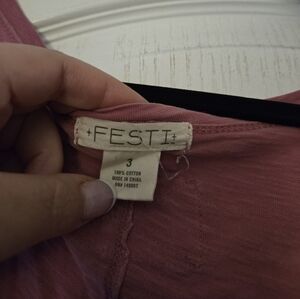 +FESTI+
3
100% COTTON
MADE IN CHINA